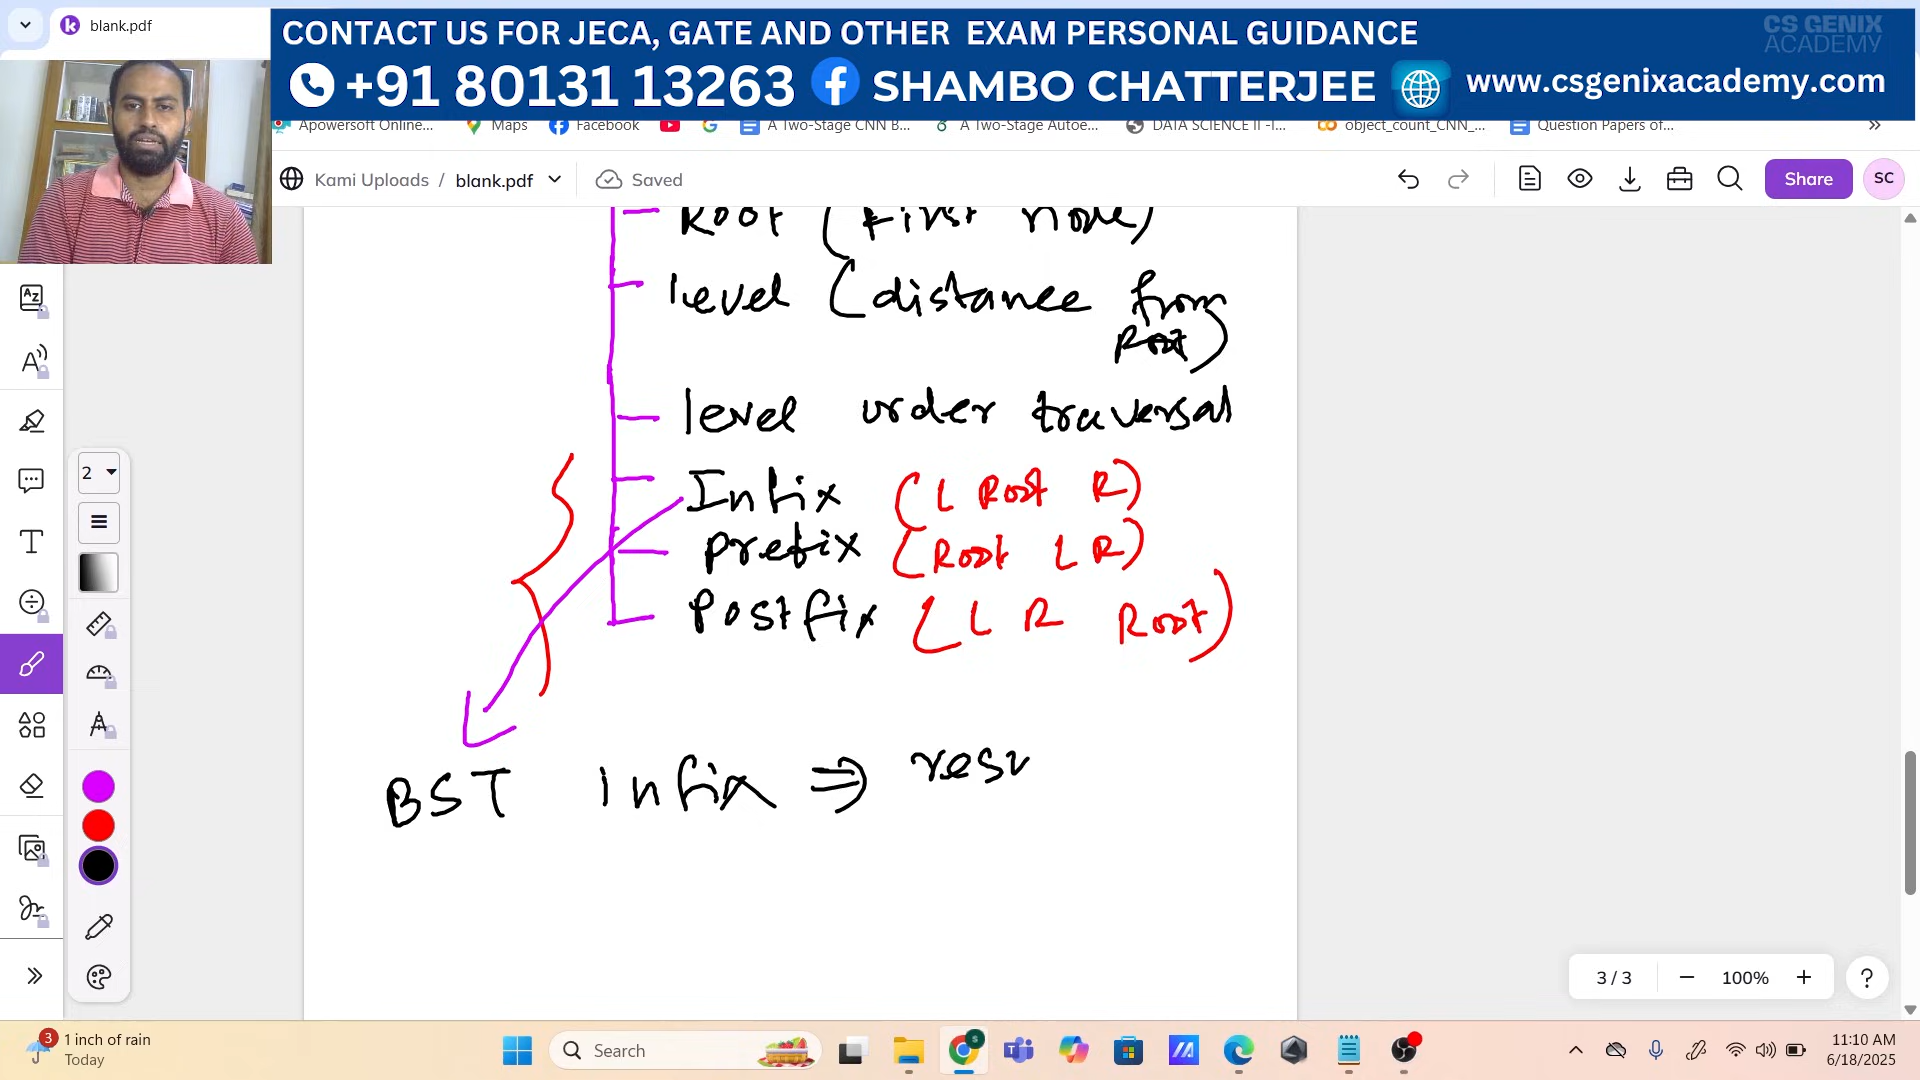 blank.pdf
CONTACT US FOR JECA, GATE AND OTHER EXAM PERSONAL GUIDANCE
CS GENIX
ACADEMY
+91 80131 13263 SHAMBO CHATTERJEE www.csgenixacademy.com
Apowersoft Online... Maps Facebook A Two-Stage CNN B... A Two-Stage Autoe... DATA SCIENCE II -I... object_count_CNN_... Question Papers of... »
Kami Uploads / blank.pdf Saved Share SC
Root (First node)
level (distance from
Root)
level order traversal
Infix (L Root R)
prefix (Root L R)
Postfix (L R Root)
BST infix ⇒ resu
2
3 / 3 − 100% + ?
3 1 inch of rain
Today
Search
11:10 AM
6/18/2025